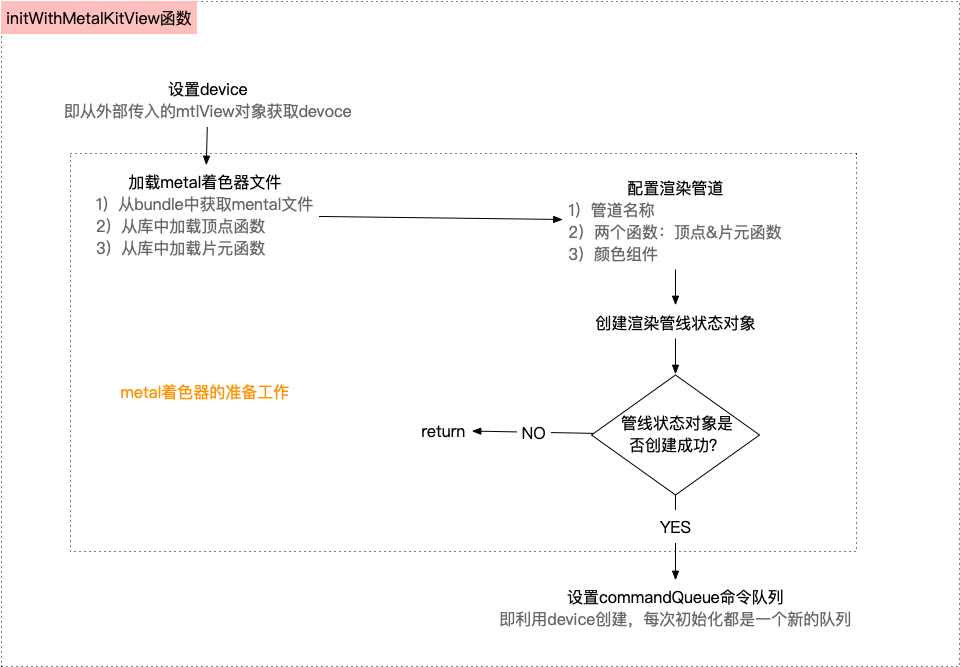 initWithMetalKitView函数
设置device
即从外部传入的mtlView对象获取devoce
加载metal着色器文件
1）从bundle中获取mental文件
2）从库中加载顶点函数
3）从库中加载片元函数
配置渲染管道
1）管道名称
2）两个函数：顶点&片元函数
3）颜色组件
创建渲染管线状态对象
metal着色器的准备工作
管线状态对象是
否创建成功？
NO
return
YES
设置commandQueue命令队列
即利用device创建，每次初始化都是一个新的队列